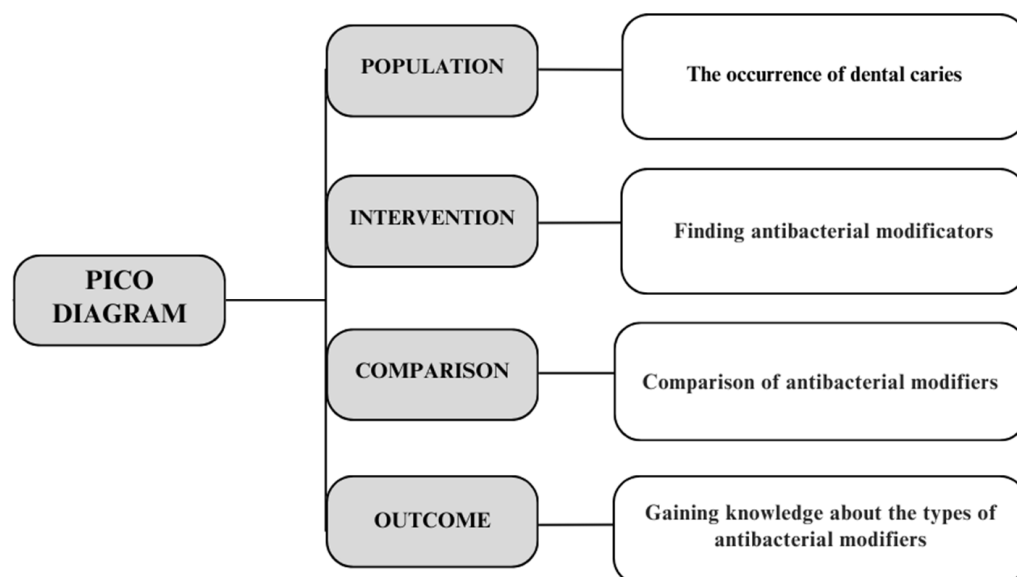 PICO
DIAGRAM
POPULATION
The occurrence of dental caries
INTERVENTION
Finding antibacterial modificators
COMPARISON
Comparison of antibacterial modifiers
OUTCOME
Gaining knowledge about the types of
antibacterial modifiers